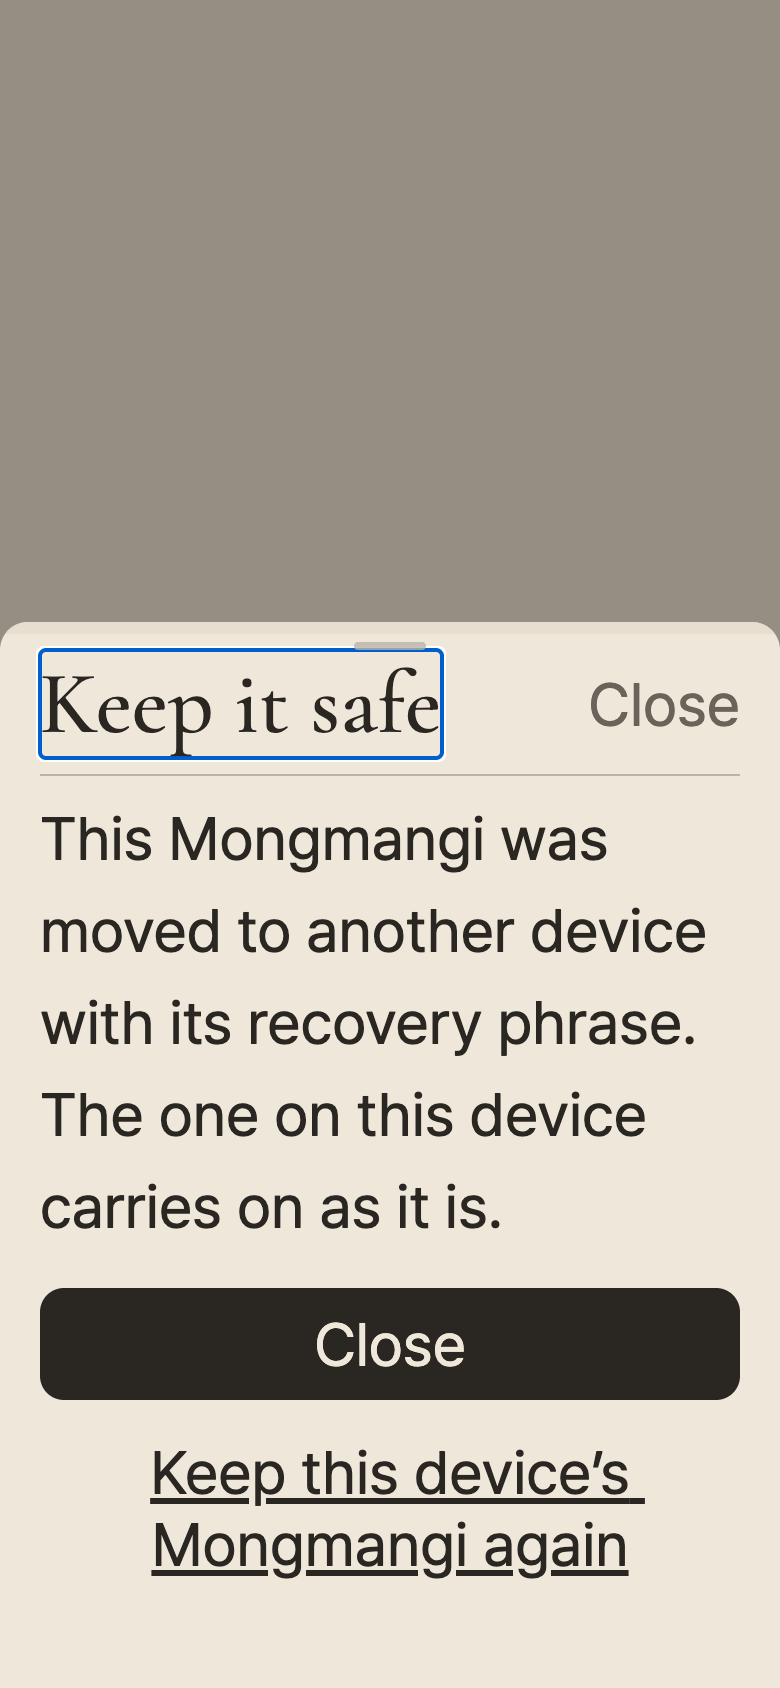 Keep it safe
Close
This Mongmangi was
moved to another device
with its recovery phrase.
The one on this device
carries on as it is.
Close
Keep this device’s
Mongmangi again